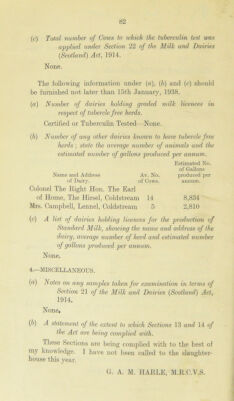 82
(c) Total number of Cows to which the tuberculin test was
applied under Section 22 of the Milk and Dairies
(Scotland) Act, 1914.
None.
The following information under (a), (b) and (c) should
be furnished not later than 15th January, 1938.
(a) Number of dairies holding graded milk licences in
respect of tubercle free herds.
Certified or Tuberculin Tested—None.
(b) Number of any other dairies known to have tubercle free
herds ; state the average number of animals and the
estimated number of gallons produced per annum.
Estimated No.
of Gallons
Name and Address Av. No. produced per
of Dairy. of Cows. annum.
Colonel The Right Hon. The Earl
of Home, The Hirsel, Coldstream 14 8,834
Mrs. Campbell, Lennel, Coldstream 5 2,810
(c) A list of dairies holding licences for the production of
Standard Milk, showing the name and address of the
dairy, average number of herd and estimated number
of gallons produced per annum.
None.
4.—MISCELLANEOUS.
(a) Notes on any samples taken for examination in terms of
Section 21 of the Milk and Dairies (Scotland) Act,
1914.
None.
(b) A statement of the extent to which Sections 13 and 14 of
the Act are being complied with.
These Sections are being complied with to the best of
my knowledge. I have not been called to the slaughter-
house this year.
G. A. M. HARLE, M.R.C.V.S.